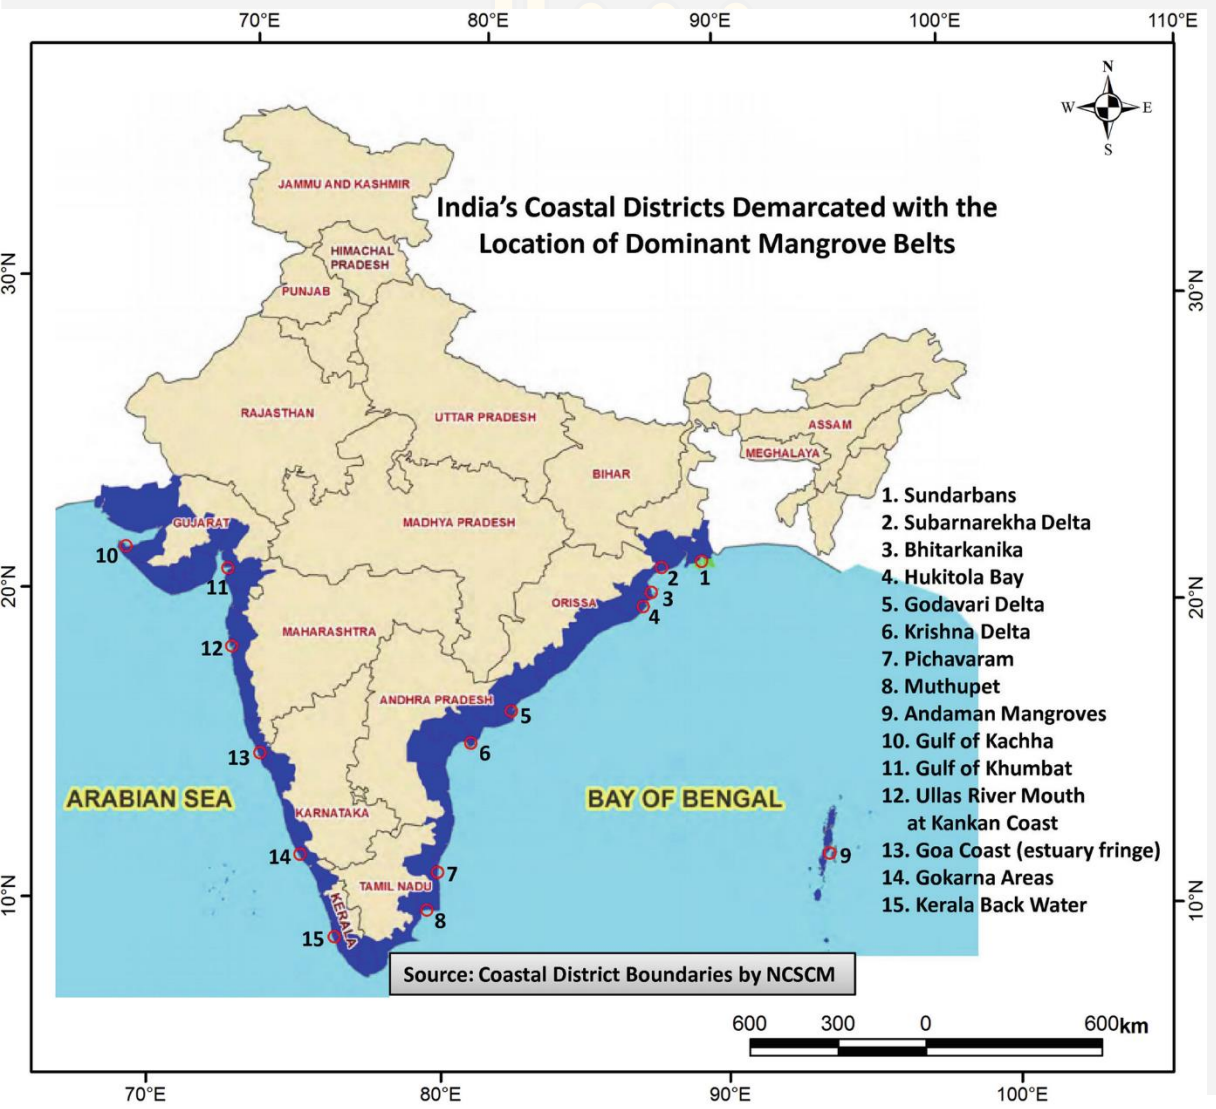 70°E 80°E 90°E 100°E 110°E
N
W E
S
India's Coastal Districts Demarcated with the
Location of Dominant Mangrove Belts
30°N
20°N
10°N
30°N
20°N
10°N
JAMMU AND KASHMIR
HIMACHAL
PRADESH
PUNJAB
RAJASTHAN
UTTAR PRADESH
ASSAM
MEGHALAYA
BIHAR
GUJARAT
MADHYA PRADESH
ORISSA
MAHARASHTRA
ANDHRA PRADESH
KARNATAKA
TAMIL NADU
KERALA
ARABIAN SEA
BAY OF BENGAL
10
11
12
13
14
15
1
2
3
4
5
6
7
8
9
1. Sundarbans
2. Subarnarekha Delta
3. Bhitarkanika
4. Hukitola Bay
5. Godavari Delta
6. Krishna Delta
7. Pichavaram
8. Muthupet
9. Andaman Mangroves
10. Gulf of Kachha
11. Gulf of Khumbat
12. Ullas River Mouth
at Kankan Coast
13. Goa Coast (estuary fringe)
14. Gokarna Areas
15. Kerala Back Water
Source: Coastal District Boundaries by NCSCM
600 300 0 600km
70°E 80°E 90°E 100°E